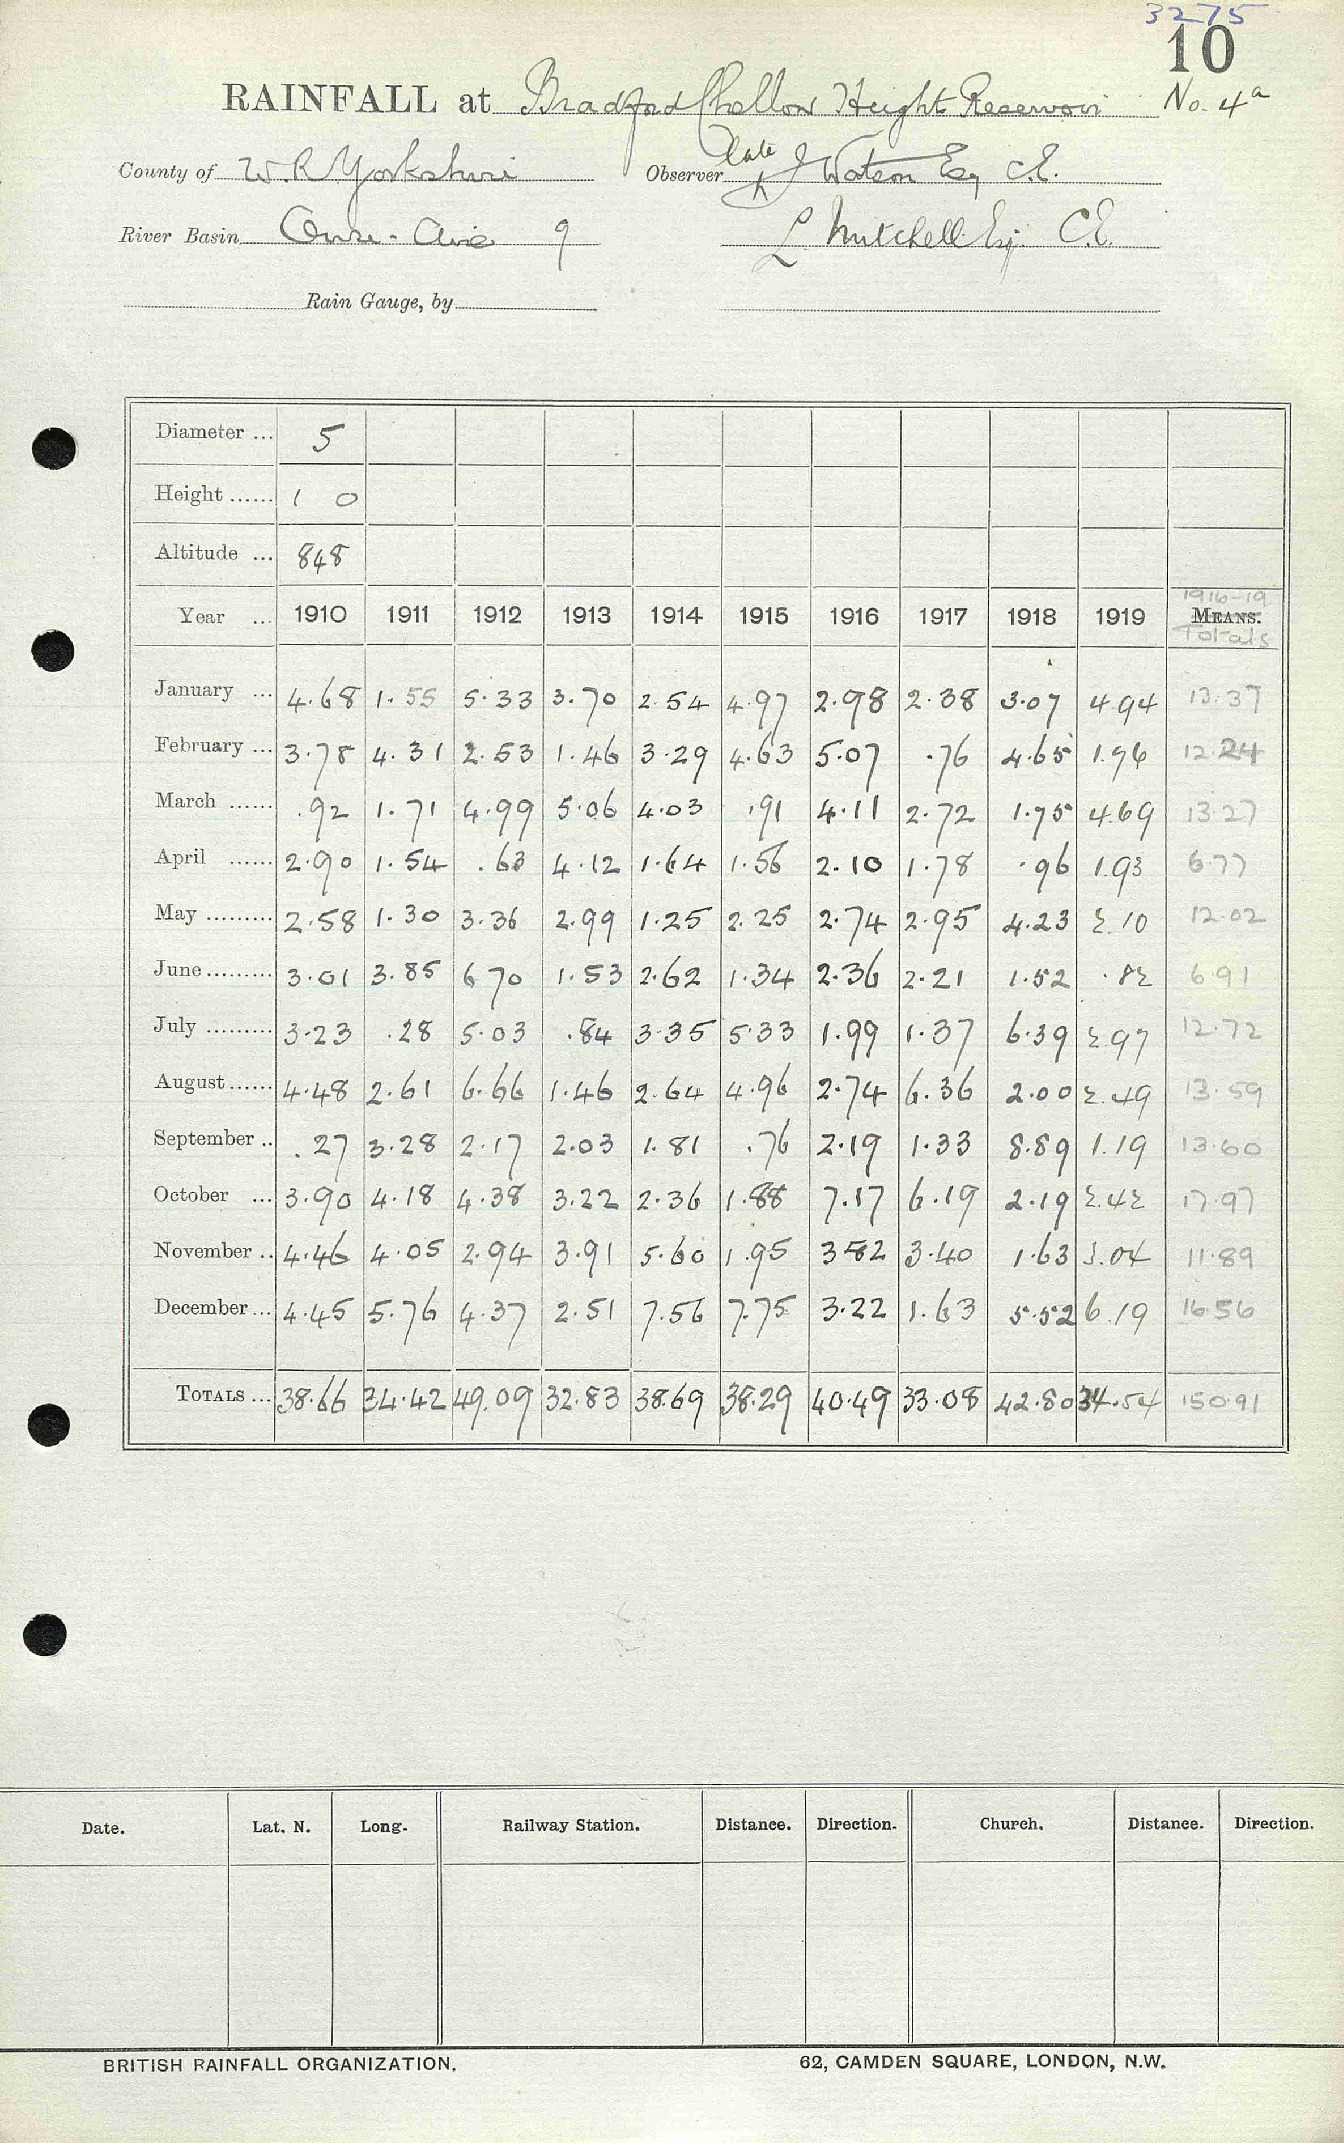 3275
10
RAINFALL at Bradford Chellow Height Reservoir No. 4a
County of W.R Yorkshire Observer late J Watson Esq C.E.
River Basin Ouse-Aire 9 L Mitchell Esq. C.E.
Rain Gauge, by
Diameter ... 5
Height ...... 1 0
Altitude ... 848
1916-19
Year ... 1910 1911 1912 1913 1914 1915 1916 1917 1918 1919 MEANS.
Totals
January ... 4.68 1.55 5.33 3.70 2.54 4.97 2.98 2.38 3.07 4.94 13.37
February ... 3.78 4.31 2.53 1.46 3.29 4.63 5.07 .76 4.65 1.76 12.24
March ...... .92 1.71 4.99 5.06 4.03 .91 4.11 2.72 1.75 4.69 13.27
April ...... 2.90 1.54 .63 4.12 1.64 1.56 2.10 1.78 .96 1.93 6.77
May ......... 2.58 1.30 3.36 2.99 1.25 2.25 2.74 2.95 4.23 2.10 12.02
June ......... 3.01 3.85 6 70 1.53 2.62 1.34 2.36 2.21 1.52 .82 6.91
July ......... 3.23 .28 5.03 .84 3.35 5.33 1.99 1.37 6.39 2.97 12.72
August ...... 4.48 2.61 6.66 1.46 2.64 4.96 2.74 6.36 2.00 2.49 13.59
September .. .27 3.28 2.17 2.03 1.81 .76 2.19 1.33 8.89 1.19 13.60
October ... 3.90 4.18 4.38 3.22 2.36 1.88 7.17 6.19 2.19 2.42 17.97
November .. 4.46 4.05 2.94 3.91 5.60 1.95 3.82 3.40 1.63 3.04 11.89
December ... 4.45 5.76 4.37 2.51 7.56 7.75 3.22 1.63 5.52 6.19 16.56
TOTALS ... 38.66 34.42 49.09 32.83 38.69 38.29 40.49 33.08 42.80 34.54 150.91
Date. Lat. N. Long. Railway Station. Distance. Direction. Church. Distance. Direction.
BRITISH RAINFALL ORGANIZATION. 62, CAMDEN SQUARE, LONDON, N.W.